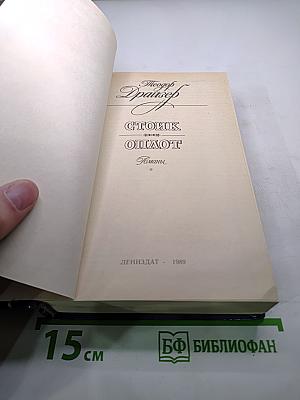 Теодор
Драйзер
СТОИК
ОПЛОТ
Романы
ЛЕНИЗДАТ · 1989
15 см
БФ БИБЛИОФАН